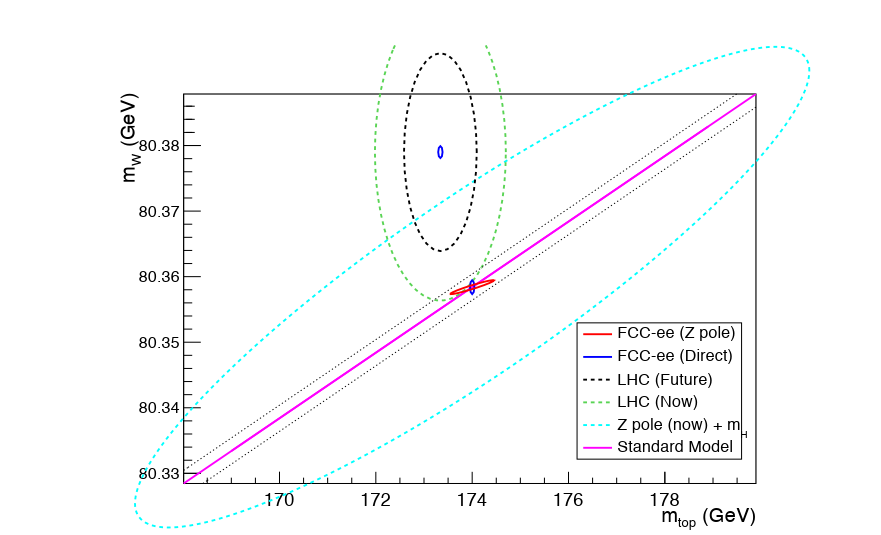 m_W (GeV)
80.38
80.37
80.36
80.35
80.34
80.33
170
172
174
176
178
m_top (GeV)
FCC-ee (Z pole)
FCC-ee (Direct)
LHC (Future)
LHC (Now)
Z pole (now) + m_H
Standard Model